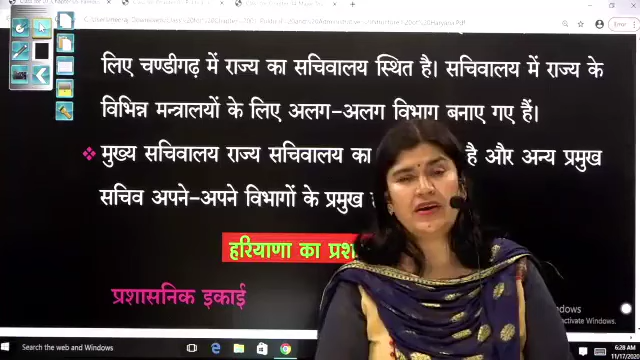 लिए चण्डीगढ़ में राज्य का सचिवालय स्थित है। सचिवालय में राज्य के
विभिन्न मन्त्रालयों के लिए अलग-अलग विभाग बनाए गए हैं।
❖ मुख्य सचिवालय राज्य सचिवालय का है और अन्य प्रमुख
सचिव अपने-अपने विभागों के प्रमुख
हरियाणा का
प्रशासनिक इकाई
Search the web and Windows
6:28 AM
11/17/2020